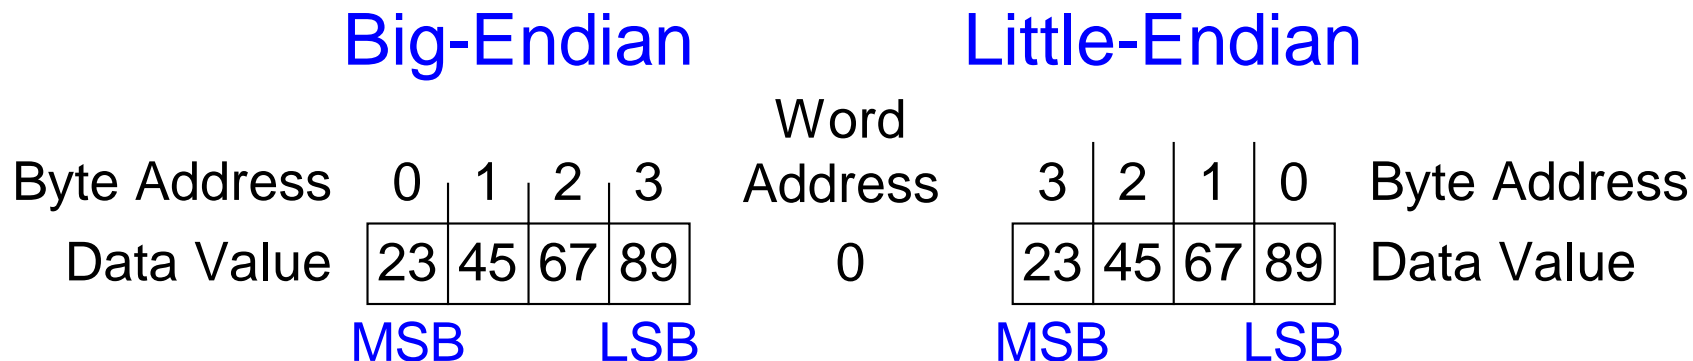 Big-Endian Little-Endian
Word
Byte Address 0 1 2 3 Address 3 2 1 0 Byte Address
Data Value 23 45 67 89 0 23 45 67 89 Data Value
MSB LSB MSB LSB